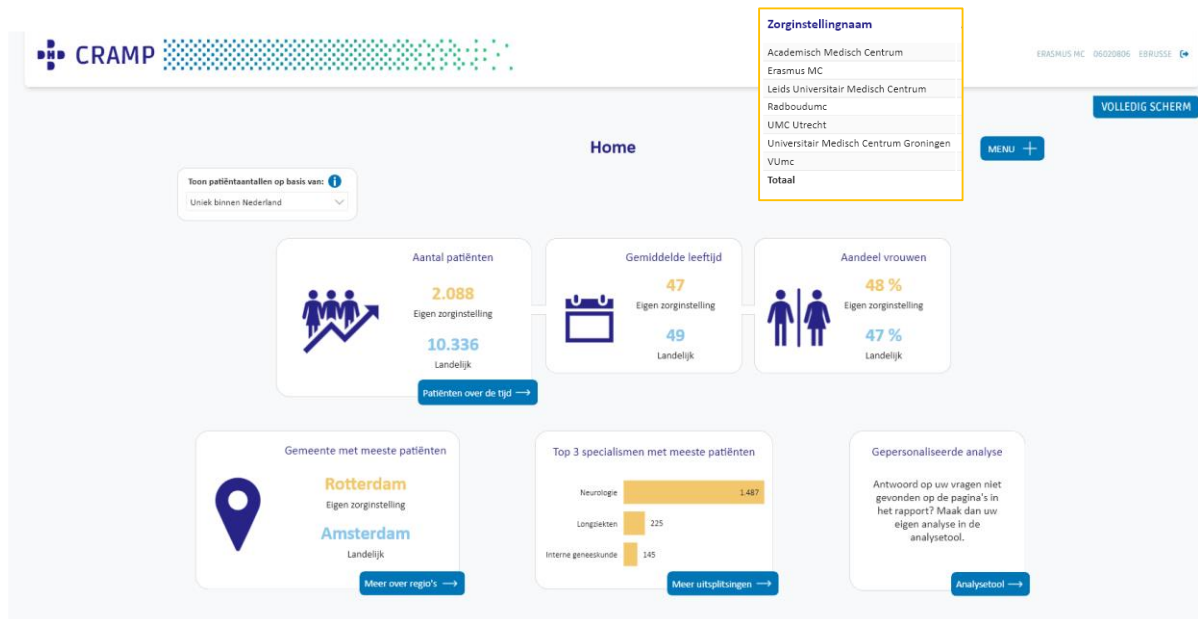 Zorginstellingnaam
Academisch Medisch Centrum
Erasmus MC
Leids Universitair Medisch Centrum
Radboudumc
UMC Utrecht
Universitair Medisch Centrum Groningen
VUmc
Totaal
DHD CRAMP
ERASMUS MC 06020806 EBRUSSE
VOLLEDIG SCHERM
Home
MENU
Toon patiëntaantallen op basis van: i
Uniek binnen Nederland
Aantal patiënten
2.088
Eigen zorginstelling
10.336
Landelijk
Patiënten over de tijd →
Gemiddelde leeftijd
47
Eigen zorginstelling
49
Landelijk
Aandeel vrouwen
48 %
Eigen zorginstelling
47 %
Landelijk
Gemeente met meeste patiënten
Rotterdam
Eigen zorginstelling
Amsterdam
Landelijk
Meer over regio's →
Top 3 specialismen met meeste patiënten
Neurologie 1.487
Longziekten 225
Interne geneeskunde 145
Meer uitsplitsingen →
Gepersonaliseerde analyse
Antwoord op uw vragen niet
gevonden op de pagina's in
het rapport? Maak dan uw
eigen analyse in de
analysetool.
Analysetool →